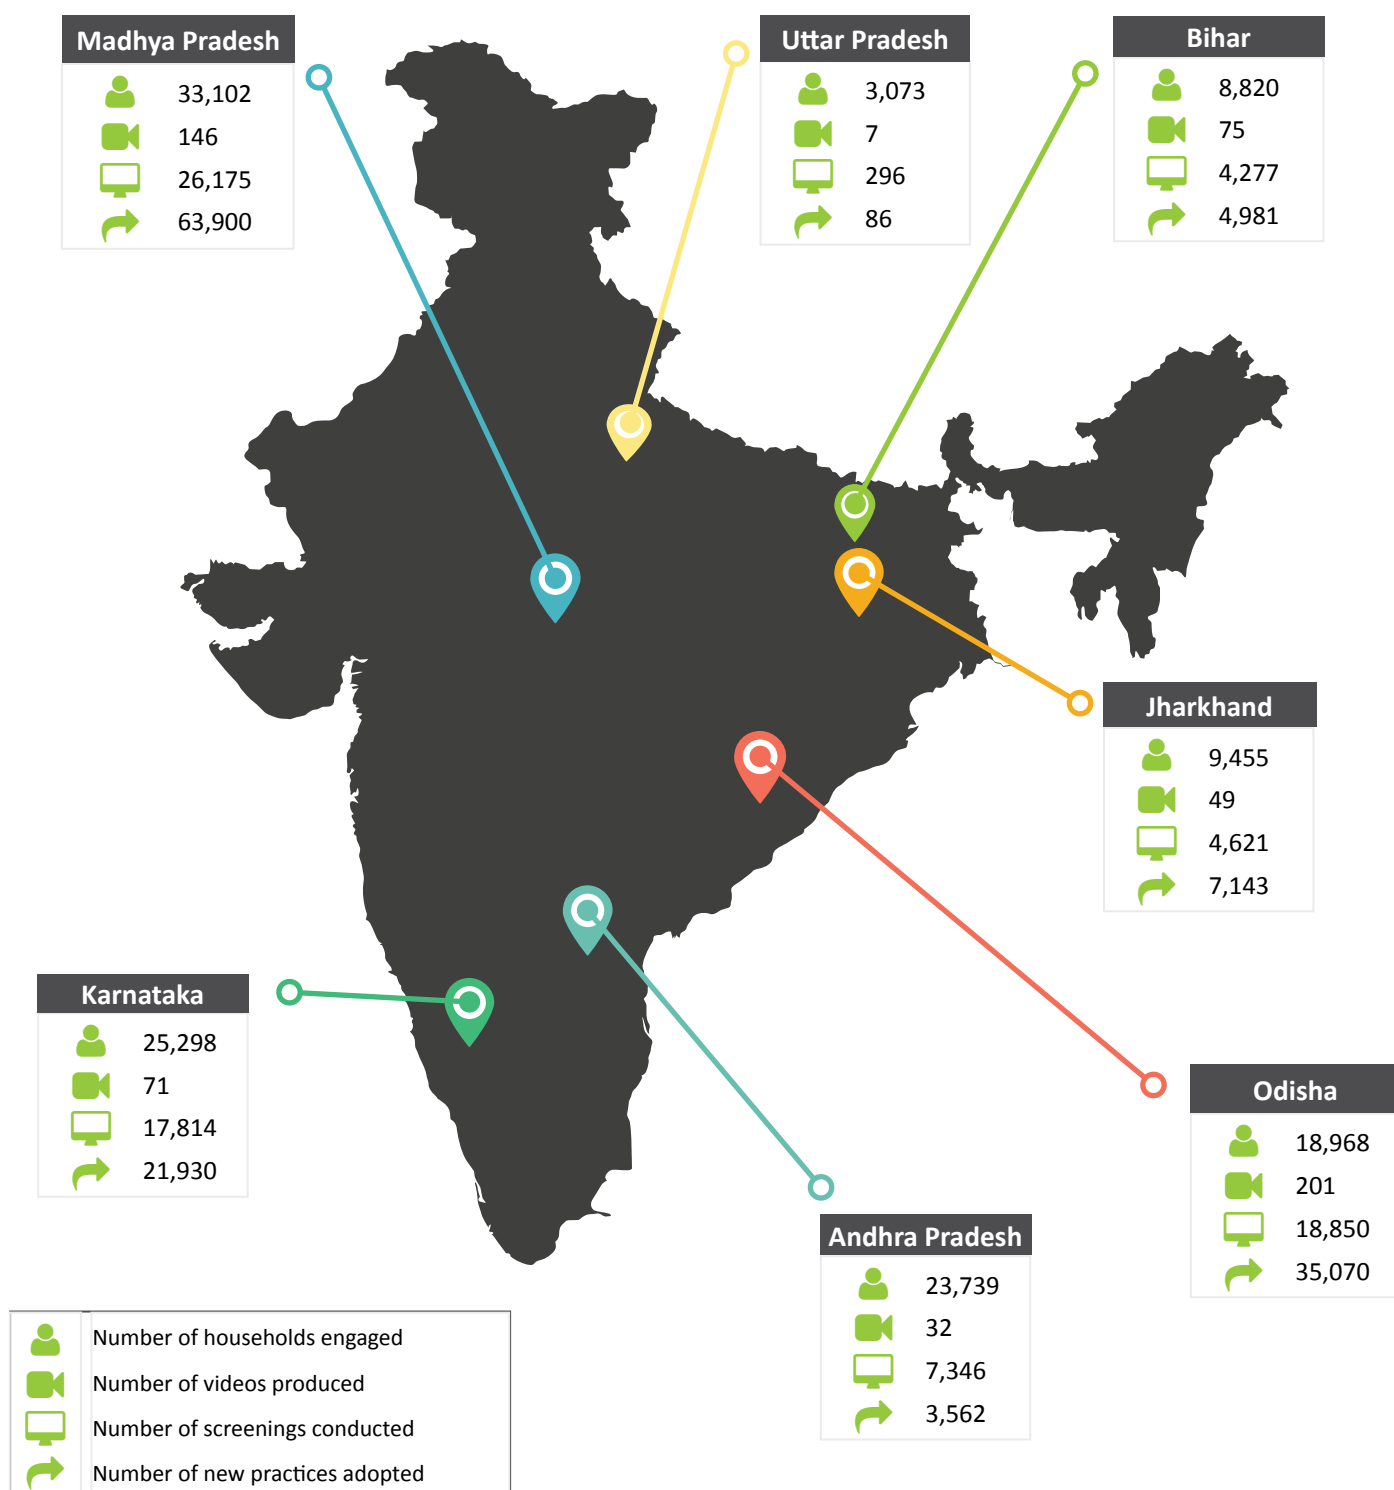 Madhya Pradesh
33,102
146
26,175
63,900
Uttar Pradesh
3,073
7
296
86
Bihar
8,820
75
4,277
4,981
Jharkhand
9,455
49
4,621
7,143
Karnataka
25,298
71
17,814
21,930
Odisha
18,968
201
18,850
35,070
Andhra Pradesh
23,739
32
7,346
3,562
Number of households engaged
Number of videos produced
Number of screenings conducted
Number of new practices adopted